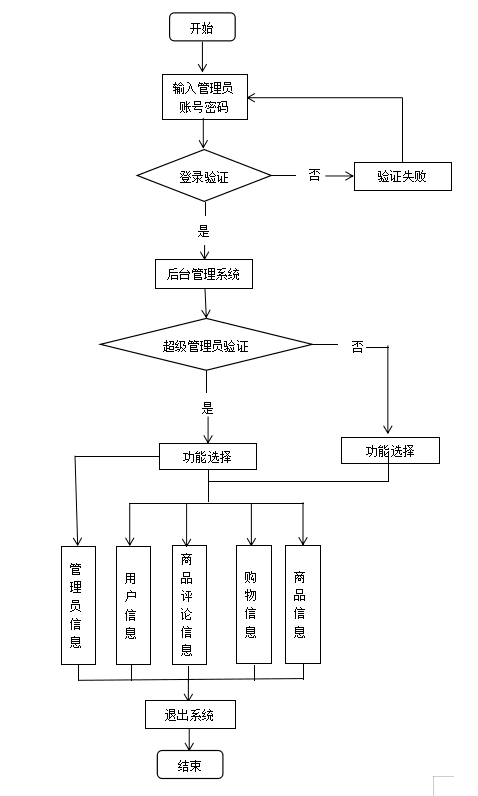 开始
输入管理员
账号密码
登录验证
否
验证失败
是
后台管理系统
超级管理员验证
否
是
功能选择
功能选择
管理员信息
用户信息
商品评论信息
购物信息
商品信息
退出系统
结束